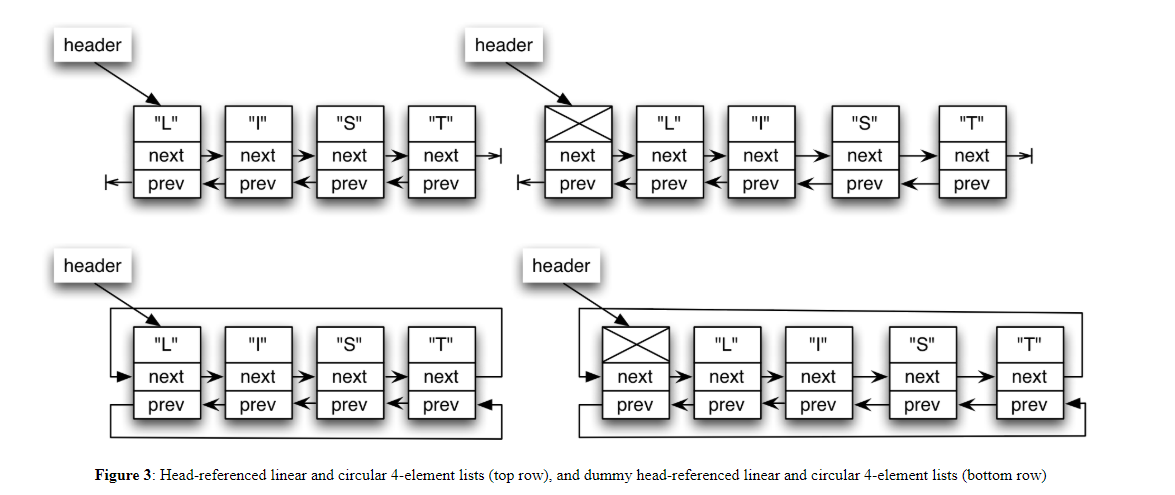 header
header
"L" "I" "S" "T"
next next next next
prev prev prev prev
"L" "I" "S" "T"
next next next next next
prev prev prev prev prev
header
header
"L" "I" "S" "T"
next next next next
prev prev prev prev
"L" "I" "S" "T"
next next next next next
prev prev prev prev prev
Figure 3: Head-referenced linear and circular 4-element lists (top row), and dummy head-referenced linear and circular 4-element lists (bottom row)